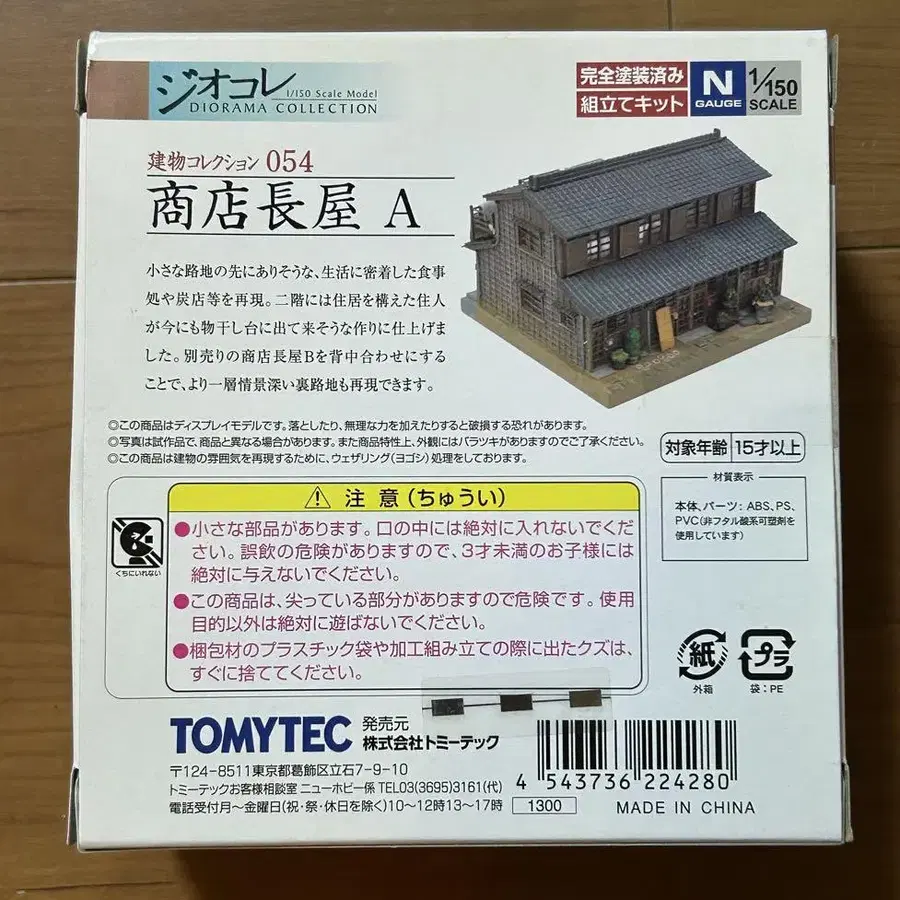 ジオコレ
1/150 Scale Model
DIORAMA COLLECTION
完全塗装済み
組立てキット
N
GAUGE
1/150
SCALE
建物コレクション 054
商店長屋 A
小さな路地の先にありそうな、生活に密着した食事
処や炭店等を再現。二階には住居を構えた住人
が今にも物干し台に出て来そうな作りに仕上げま
した。別売りの商店長屋Bを背中合わせにする
ことで、より一層情景深い裏路地も再現できます。
◎この商品はディスプレイモデルです。落としたり、無理な力を加えたりすると破損する恐れがあります。
◎写真は試作品で、商品と異なる場合があります。また商品特性上、外観にはバラツキがありますのでご了承ください。
◎この商品は建物の雰囲気を再現するために、ウェザリング(ヨゴシ)処理をしております。
対象年齢 15才以上
材質表示
本体、パーツ: ABS、PS、
PVC(非フタル酸系可塑剤を
使用しています)
注意(ちゅうい)
●小さな部品があります。口の中には絶対に入れないでくだ
さい。誤飲の危険がありますので、3才未満のお子様には
絶対に与えないでください。
●この商品は、尖っている部分がありますので危険です。使用
目的以外は絶対に遊ばないでください。
●梱包材のプラスチック袋や加工組み立ての際に出たクズは、
すぐに捨ててください。
くちにいれない
紙
外箱
プラ
袋:PE
TOMYTEC
発売元
株式会社トミーテック
〒124-8511東京都葛飾区立石7-9-10
トミーテックお客様相談室 ニューホビー係 TEL03(3695)3161(代)
電話受付月〜金曜日(祝・祭・休日を除く)10〜12時13〜17時
4 543736 224280
1300
MADE IN CHINA